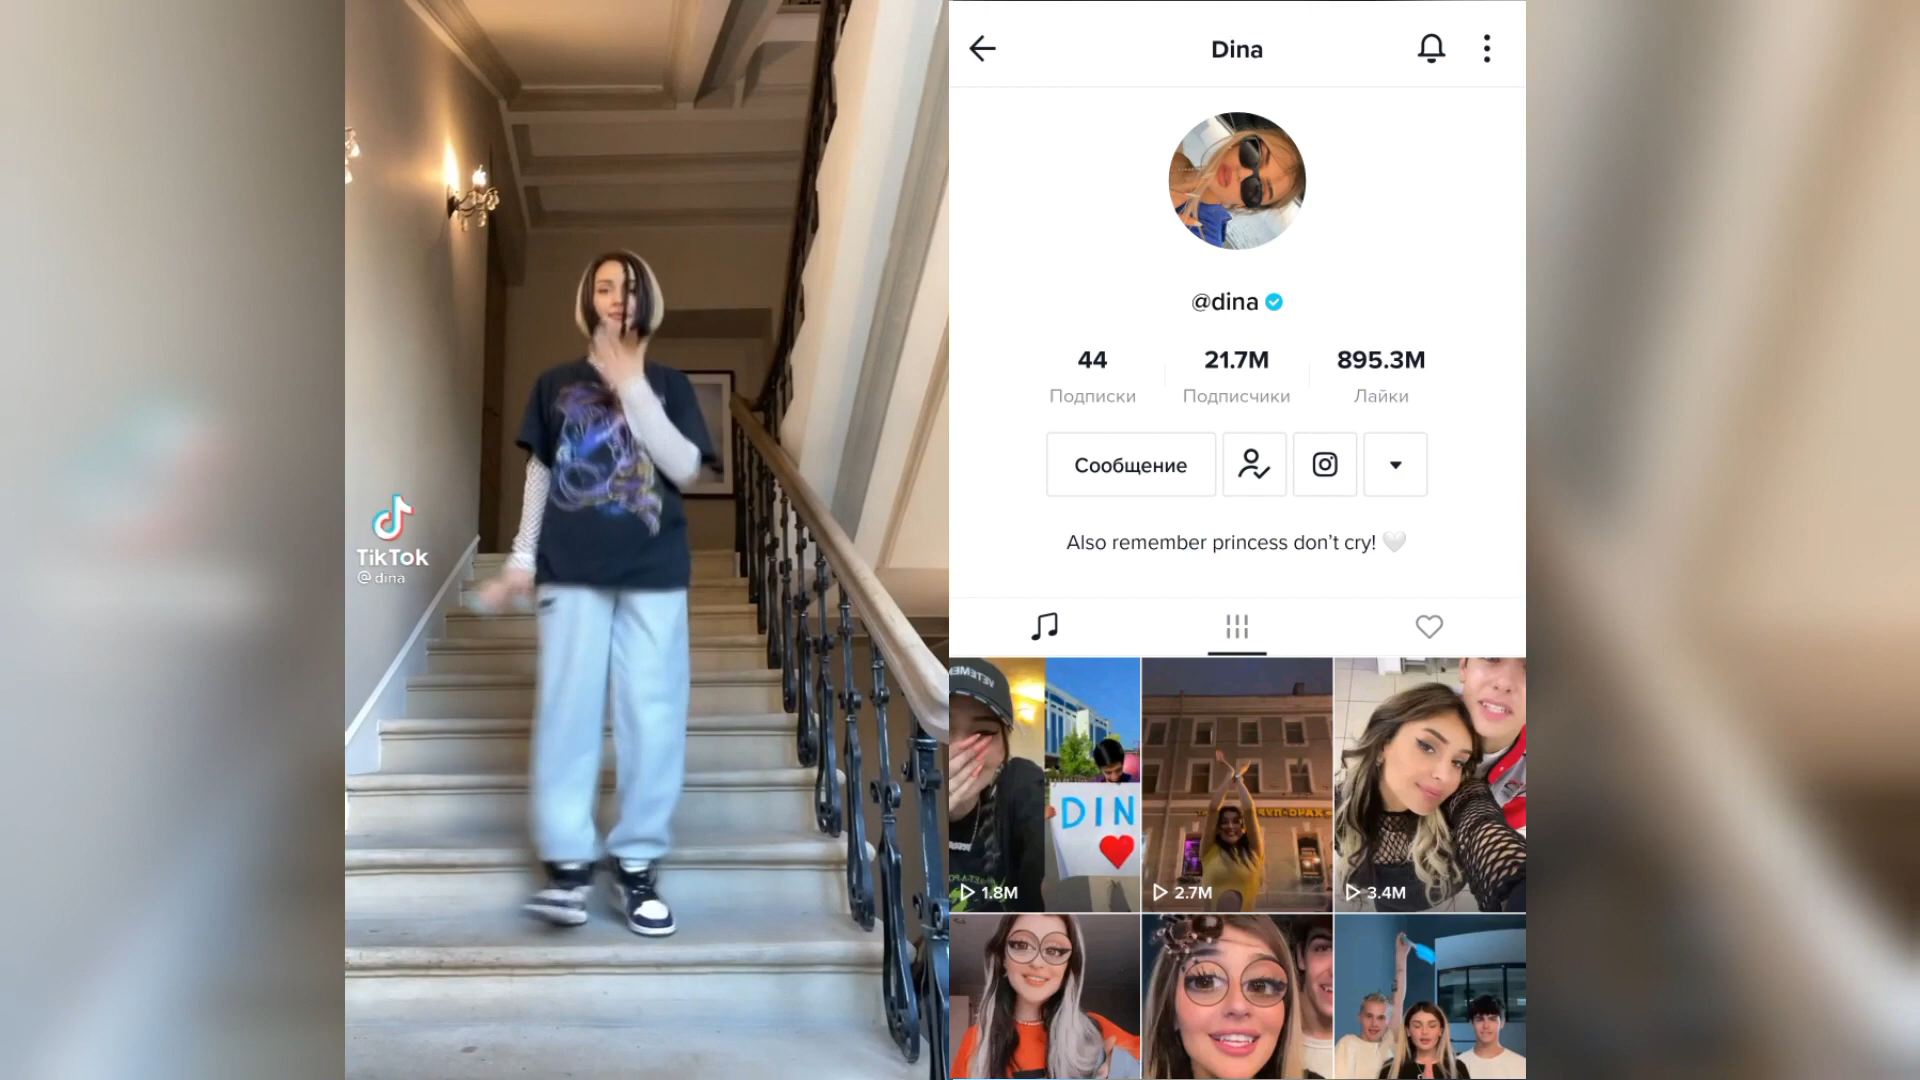 TikTok
@dina
Dina
@dina
44
21.7M
895.3M
Подписки
Подписчики
Лайки
Сообщение
Also remember princess don't cry! 🤍
VETEMEN
DIN
1.8M
2.7M
3.4M